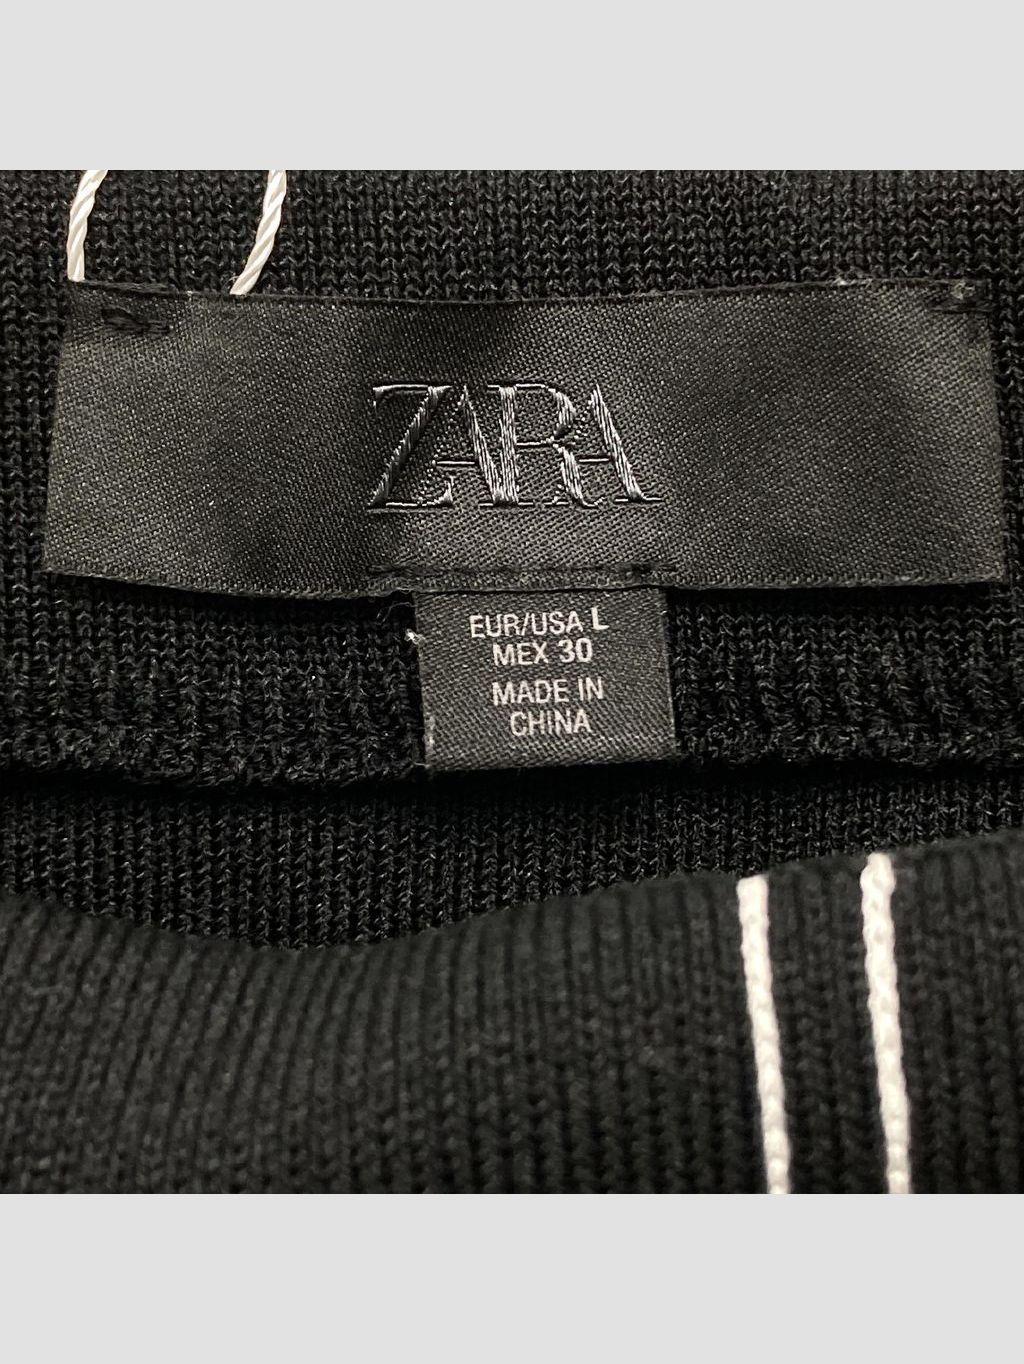 ZARA
EUR/USA L
MEX 30
MADE IN
CHINA